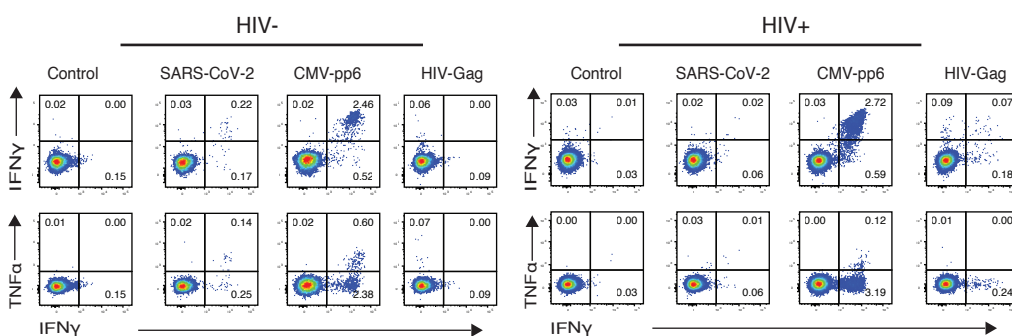 HIV- HIV+
Control SARS-CoV-2 CMV-pp6 HIV-Gag Control SARS-CoV-2 CMV-pp6 HIV-Gag
0.02 0.00 0.03 0.22 0.02 2.46 0.06 0.00 0.03 0.01 0.02 0.02 0.03 2.72 0.09 0.07
IFNγ IFNγ
0.15 0.17 0.52 0.09 0.03 0.06 0.59 0.18
0.01 0.00 0.02 0.14 0.02 0.60 0.07 0.00 0.00 0.00 0.03 0.01 0.00 0.12 0.01 0.00
TNFα TNFα
0.15 0.25 2.38 0.09 0.03 0.06 3.19 0.24
IFNγ IFNγ